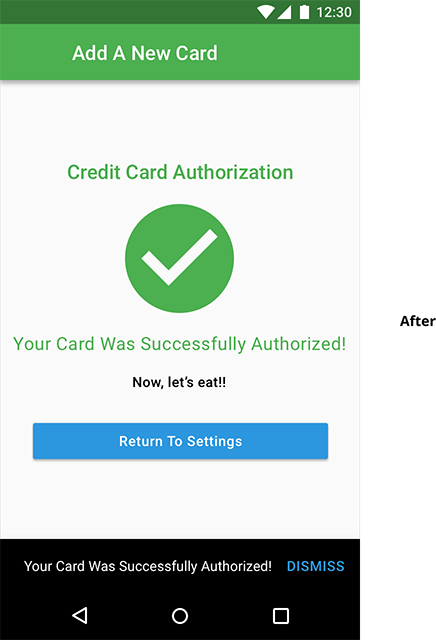 12:30
Add A New Card
Credit Card Authorization
Your Card Was Successfully Authorized!
After
Now, let’s eat!!
Return To Settings
Your Card Was Successfully Authorized! DISMISS